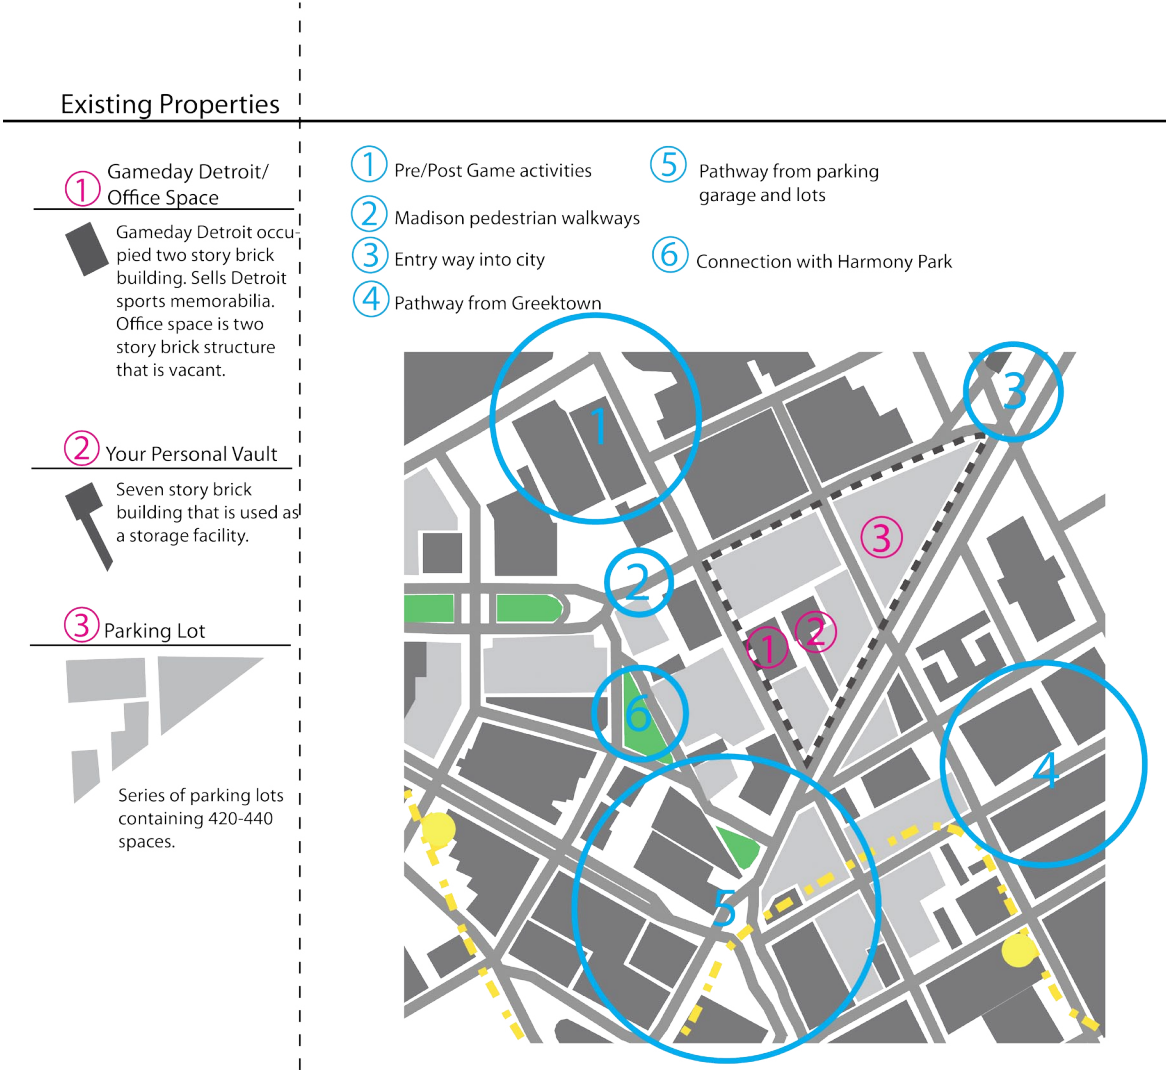 Existing Properties
1 Gameday Detroit/
Office Space
Gameday Detroit occu-
pied two story brick
building. Sells Detroit
sports memorabilia.
Office space is two
story brick structure
that is vacant.
2 Your Personal Vault
Seven story brick
building that is used as
a storage facility.
3 Parking Lot
Series of parking lots
containing 420-440
spaces.
1 Pre/Post Game activities
2 Madison pedestrian walkways
3 Entry way into city
4 Pathway from Greektown
5 Pathway from parking
garage and lots
6 Connection with Harmony Park
3
1
3
2
2
1
6
4
5